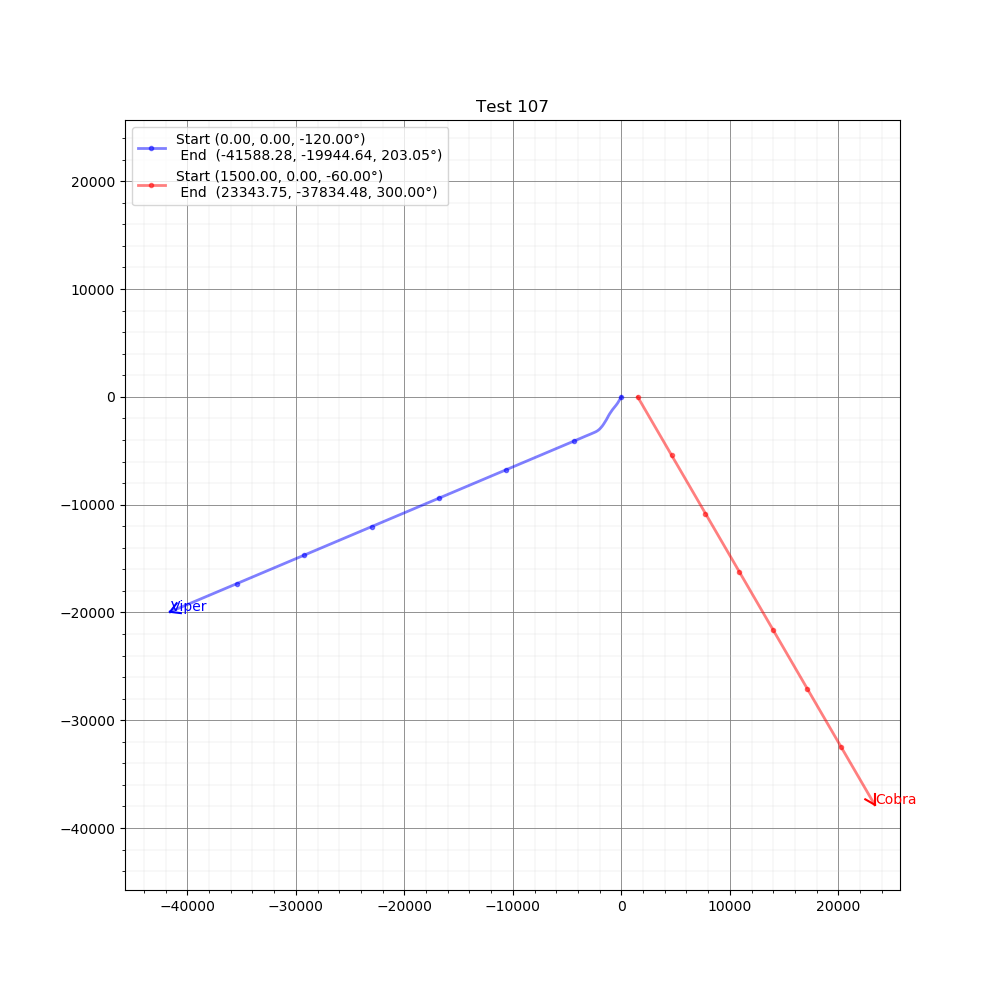 Test 107
Start (0.00, 0.00, -120.00°)
End (-41588.28, -19944.64, 203.05°)
Start (1500.00, 0.00, -60.00°)
End (23343.75, -37834.48, 300.00°)
20000
10000
0
−10000
−20000
−30000
−40000
Viper
Cobra
−40000
−30000
−20000
−10000
0
10000
20000